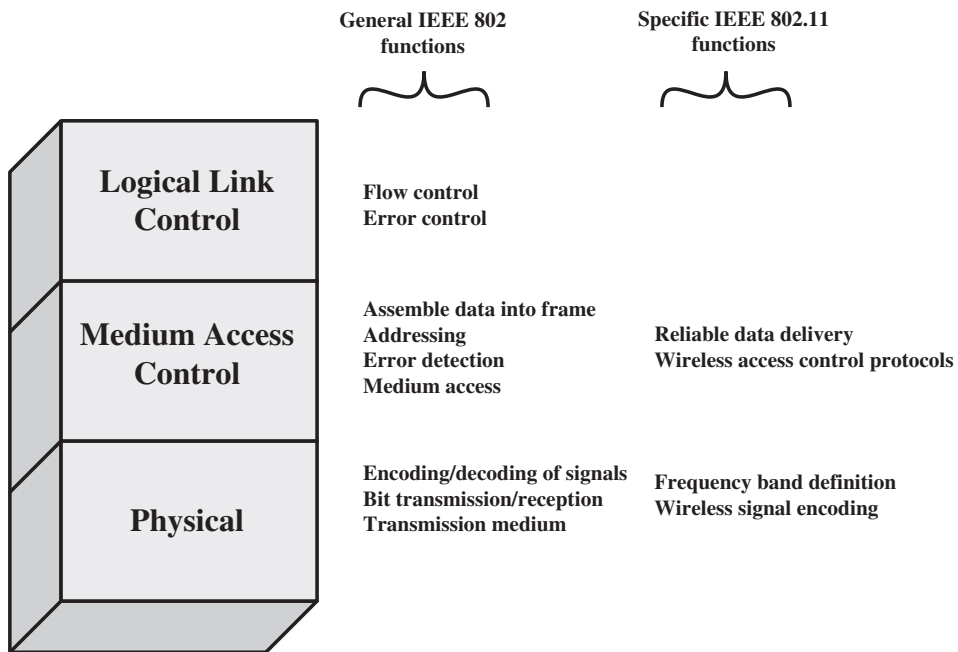 General IEEE 802
functions
Specific IEEE 802.11
functions
Logical Link
Control
Flow control
Error control
Medium Access
Control
Assemble data into frame
Addressing
Error detection
Medium access
Reliable data delivery
Wireless access control protocols
Physical
Encoding/decoding of signals
Bit transmission/reception
Transmission medium
Frequency band definition
Wireless signal encoding